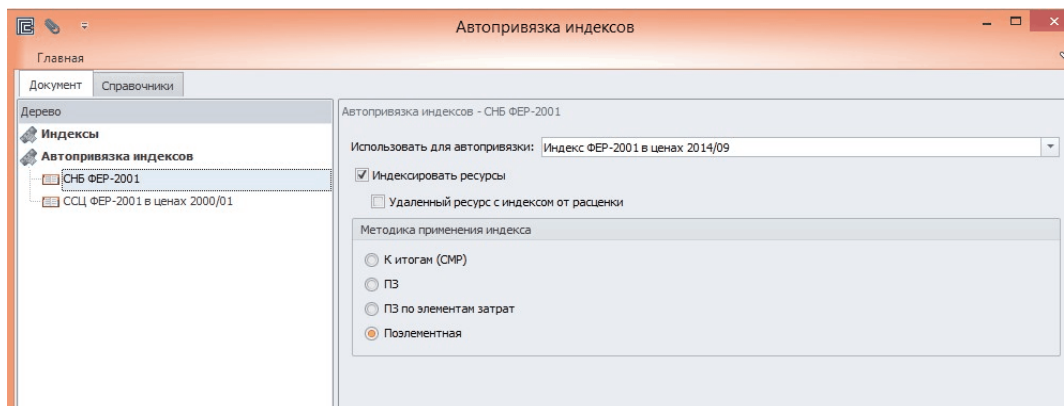 Автопривязка индексов
Главная
Документ Справочники
Дерево
Индексы
Автопривязка индексов
СНБ ФЕР-2001
ССЦ ФЕР-2001 в ценах 2000/01
Автопривязка индексов - СНБ ФЕР-2001
Использовать для автопривязки: Индекс ФЕР-2001 в ценах 2014/09
Индексировать ресурсы
Удаленный ресурс с индексом от расценки
Методика применения индекса
К итогам (СМР)
ПЗ
ПЗ по элементам затрат
Поэлементная